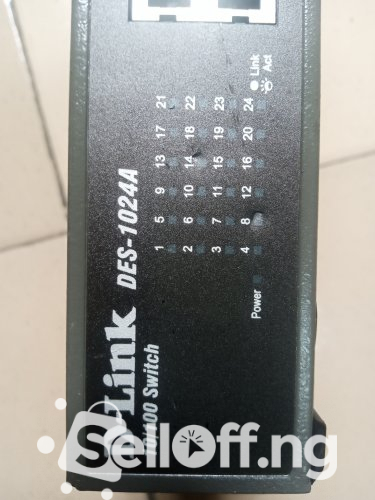 D-Link DES-1024A
10/100 Switch
1 5 9 13 17 21
2 6 10 14 18 22
3 7 11 15 19 23
4 8 12 16 20 24
Power
Link
Act
Selloff.ng